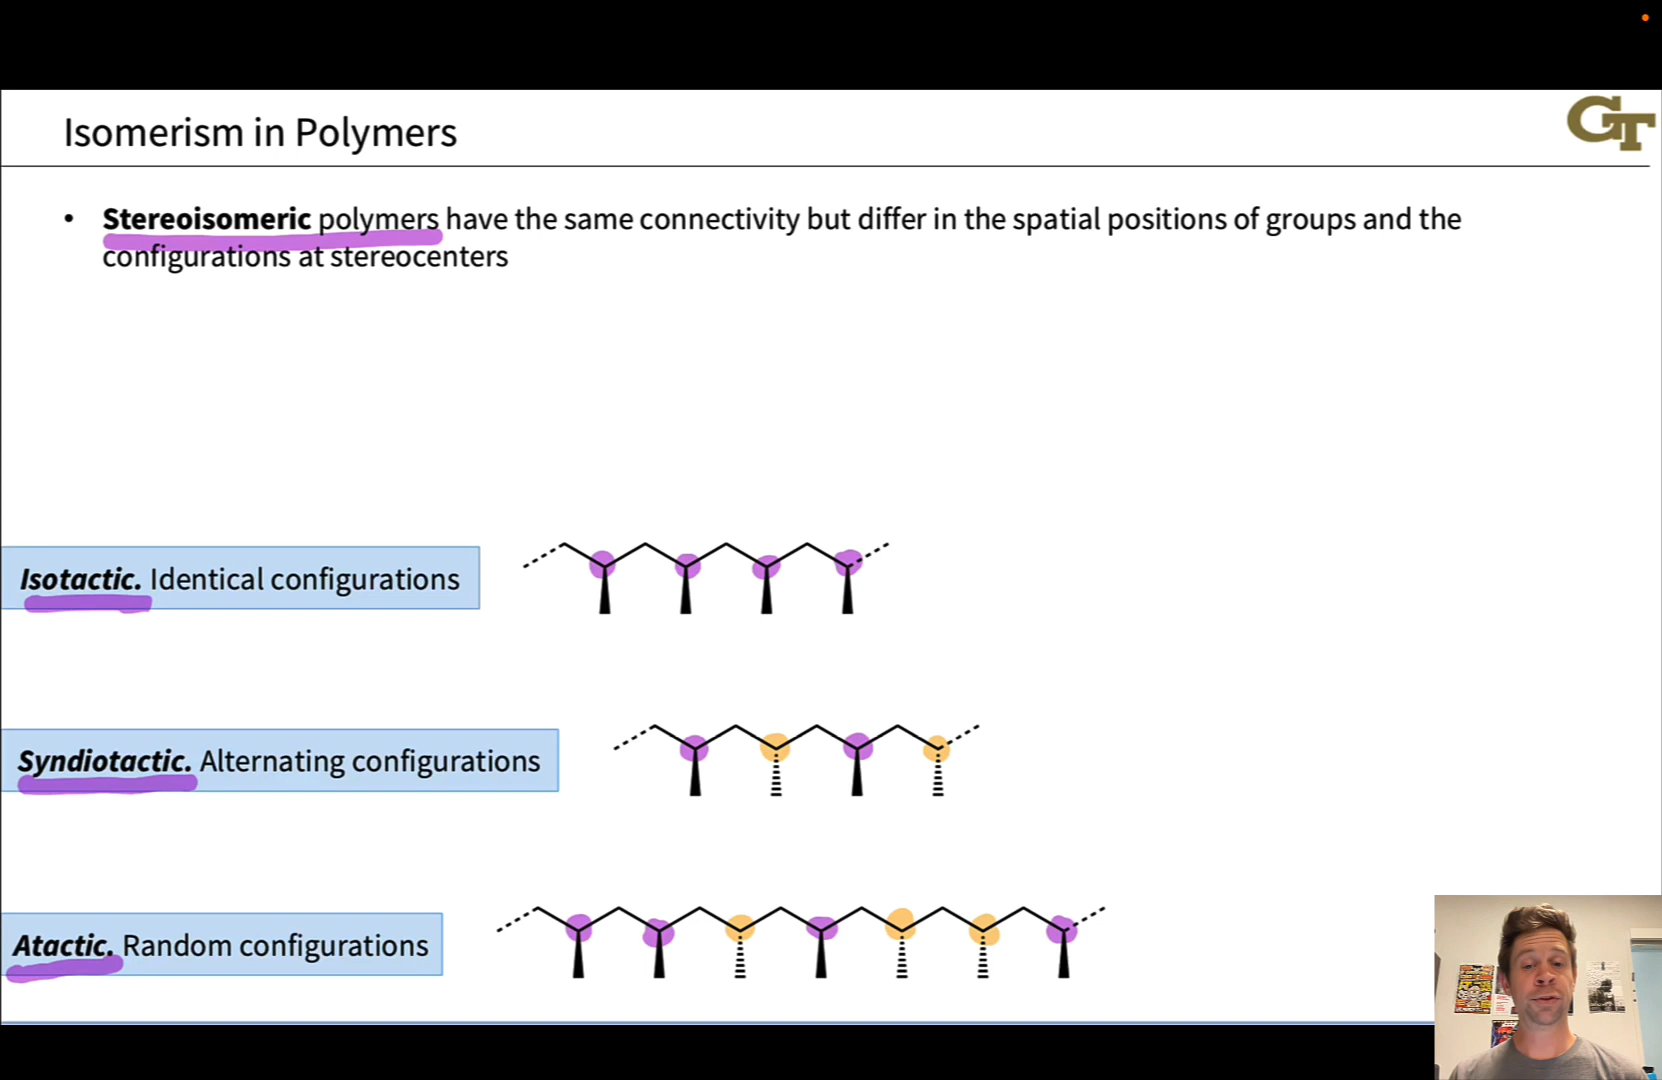 GT
Isomerism in Polymers
• Stereoisomeric polymers have the same connectivity but differ in the spatial positions of groups and the
configurations at stereocenters
Isotactic. Identical configurations
Syndiotactic. Alternating configurations
Atactic. Random configurations